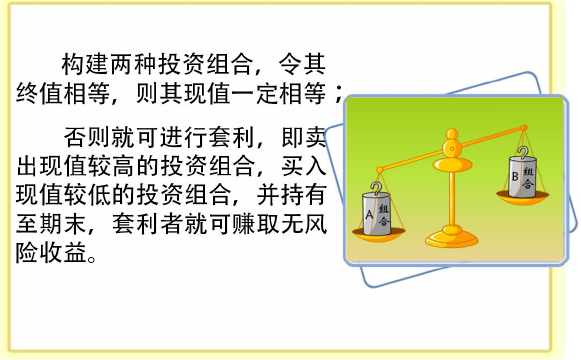 构建两种投资组合，令其
终值相等，则其现值一定相等；
否则就可进行套利，即卖
出现值较高的投资组合，买入
现值较低的投资组合，并持有
至期末，套利者就可赚取无风
险收益。
A 组合
B 组合